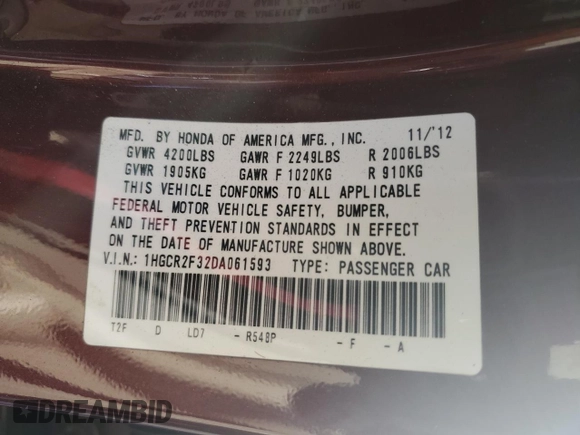 MFD. BY HONDA OF AMERICA MFG., INC. 11/'12
GVWR 4200LBS GAWR F 2249LBS R 2006LBS
GVWR 1905KG GAWR F 1020KG R 910KG
THIS VEHICLE CONFORMS TO ALL APPLICABLE
FEDERAL MOTOR VEHICLE SAFETY, BUMPER,
AND THEFT PREVENTION STANDARDS IN EFFECT
ON THE DATE OF MANUFACTURE SHOWN ABOVE.
V.I.N.: 1HGCR2F32DA061593 TYPE: PASSENGER CAR
T2F D LD7 - R548P - F - A
DREAMBID